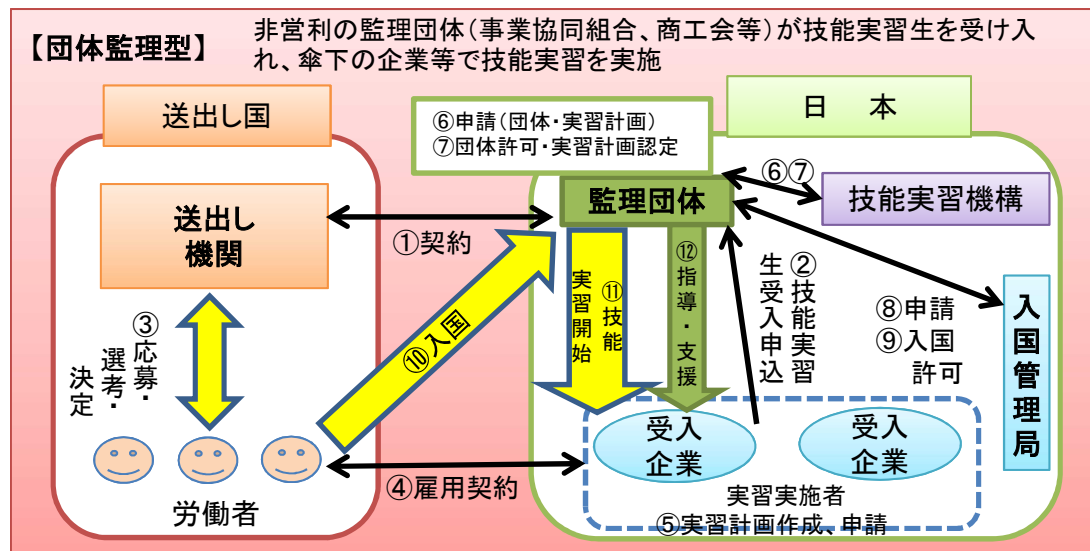 【団体監理型】
非営利の監理団体（事業協同組合、商工会等）が技能実習生を受け入
れ、傘下の企業等で技能実習を実施
送出し国
日　本
⑥申請（団体・実習計画）
⑦団体許可・実習計画認定
送出し
機関
①契約
監理団体
⑥⑦
技能実習機構
③応募・
選考・
決定
⑩入国
⑪技能
実習開始
⑫指導・支援
②技能実習
生受入申込
⑧申請
⑨入国
許可
入国管理局
労働者
④雇用契約
受入
企業
受入
企業
実習実施者
⑤実習計画作成、申請